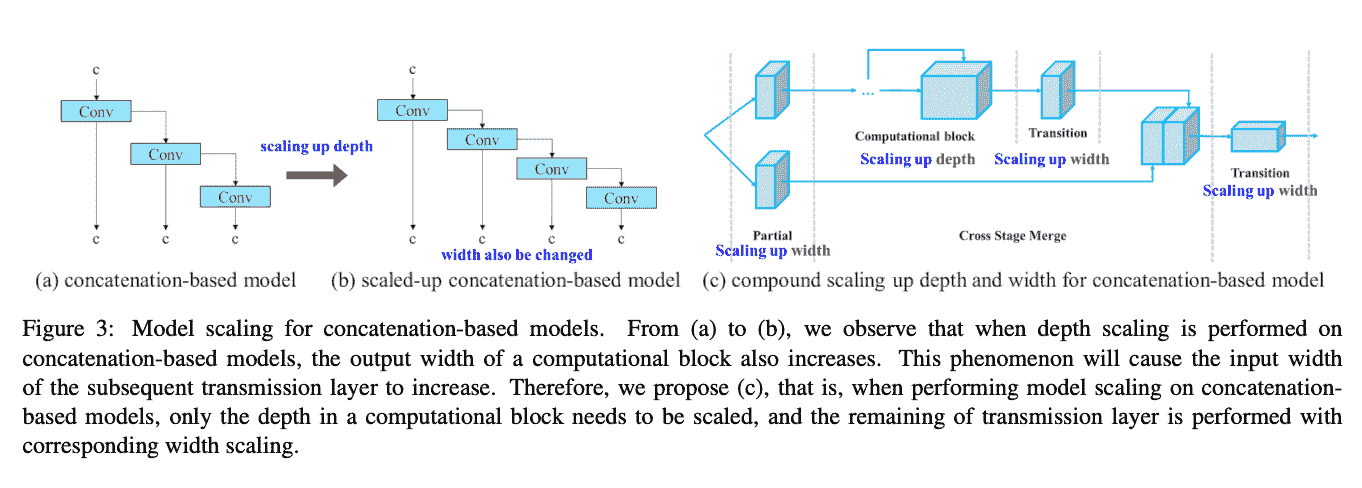 c
Conv
Conv
Conv
c
c
c
scaling up depth
c
Conv
Conv
Conv
Conv
c
c
c
c
width also be changed
...
Computational block
Scaling up depth
Transition
Scaling up width
Transition
Scaling up width
Partial
Scaling up width
Cross Stage Merge
(a) concatenation-based model
(b) scaled-up concatenation-based model
(c) compound scaling up depth and width for concatenation-based model
Figure 3: Model scaling for concatenation-based models. From (a) to (b), we observe that when depth scaling is performed on
concatenation-based models, the output width of a computational block also increases. This phenomenon will cause the input width
of the subsequent transmission layer to increase. Therefore, we propose (c), that is, when performing model scaling on concatenation-
based models, only the depth in a computational block needs to be scaled, and the remaining of transmission layer is performed with
corresponding width scaling.